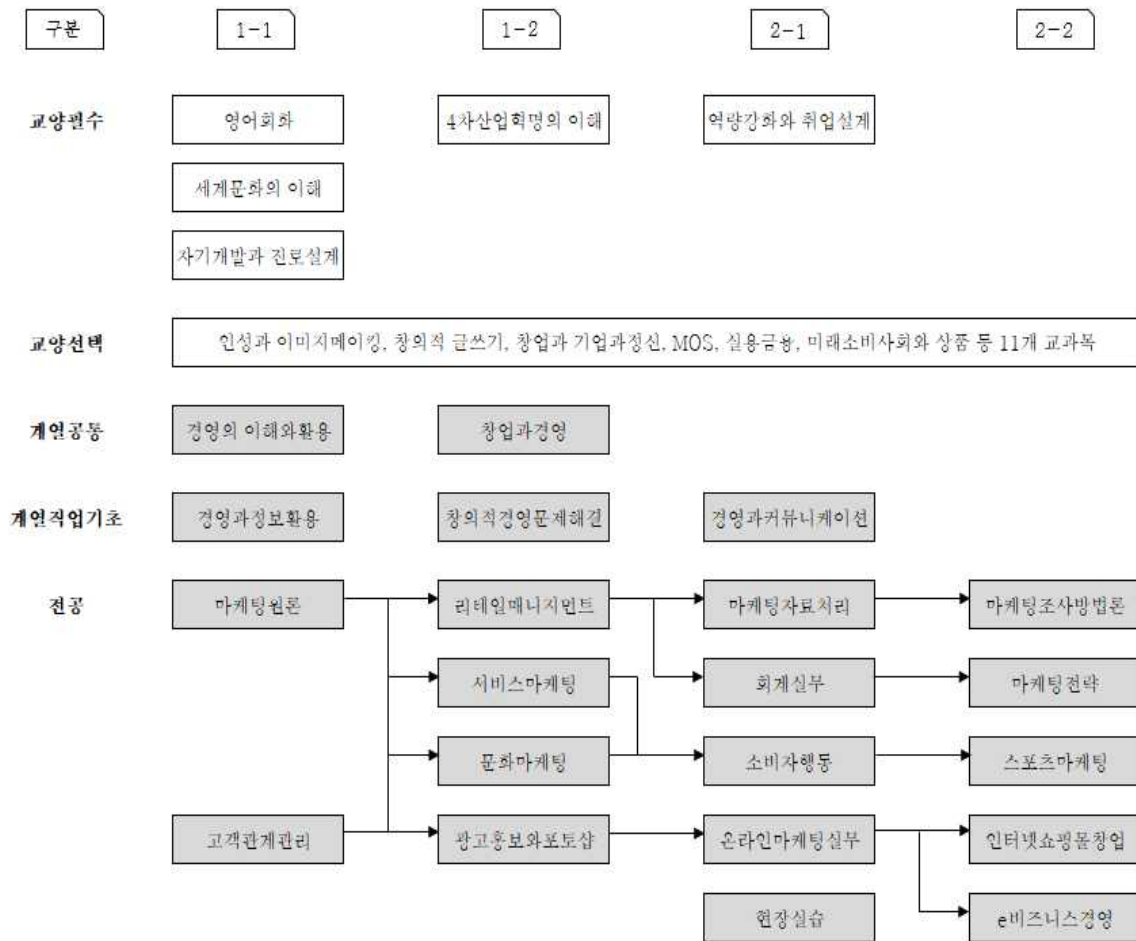 구분
1-1
1-2
2-1
2-2
교양필수
영어회화
4차산업혁명의 이해
역량강화와 취업설계
세계문화의 이해
자기개발과 진로설계
교양선택
인성과 이미지메이킹, 창의적 글쓰기, 창업과 기업과정신, MOS, 실용금융, 미래소비사회와 상품 등 11개 교과목
계열공통
경영의 이해와활용
창업과경영
계열직업기초
경영과정보활용
창의적경영문제해결
경영과커뮤니케이션
전공
마케팅원론
리테일매니지먼트
마케팅자료처리
마케팅조사방법론
서비스마케팅
회계실무
마케팅전략
문화마케팅
소비자행동
스포츠마케팅
고객관계관리
광고홍보와포토샵
온라인마케팅실무
인터넷쇼핑몰창업
현장실습
e비즈니스경영